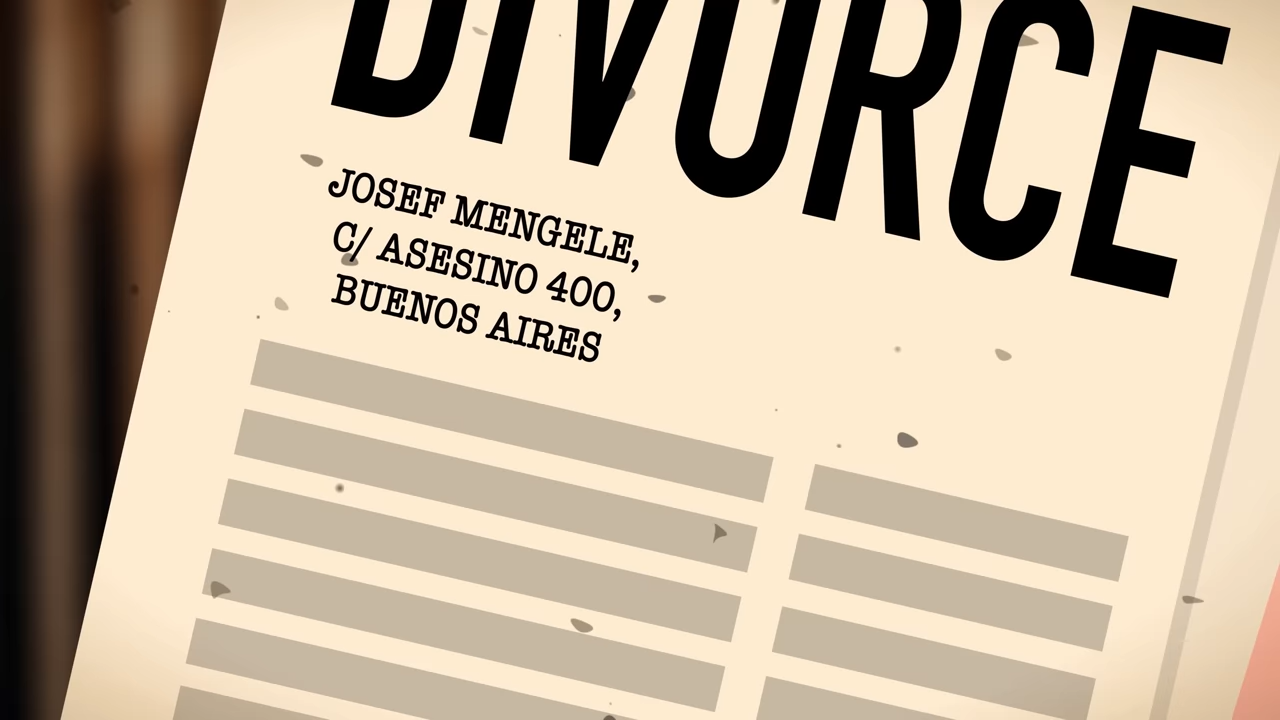 DIVORCE
JOSEF MENGELE,
C/ ASESINO 400,
BUENOS AIRES